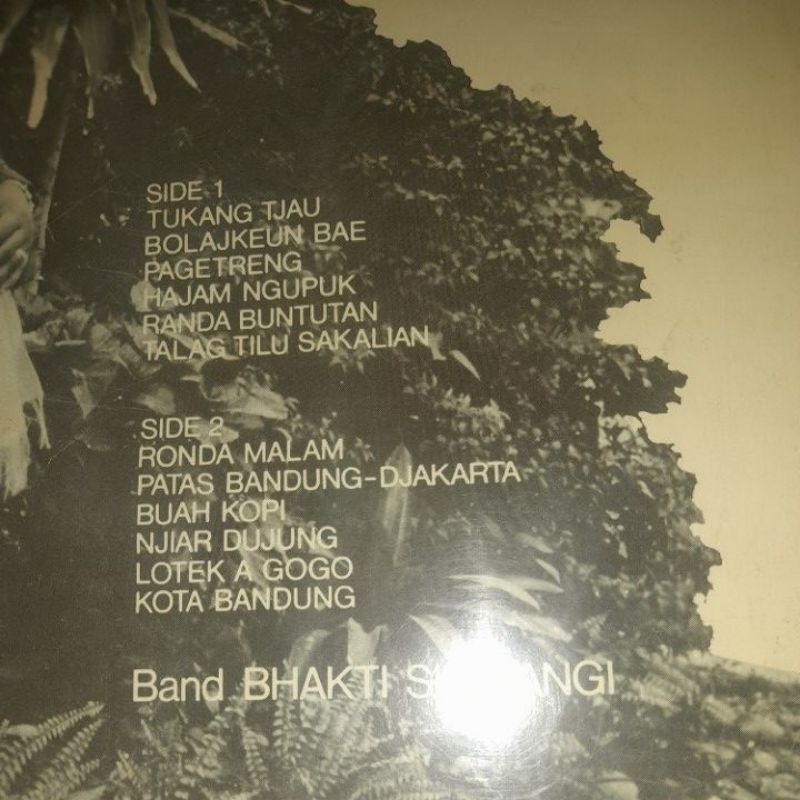 SIDE 1
TUKANG TJAU
BOLAJKEUN BAE
PAGETRENG
HAJAM NGUPUK
RANDA BUNTUTAN
TALAG TILU SAKALIAN
SIDE 2
RONDA MALAM
PATAS BANDUNG-DJAKARTA
BUAH KOPI
NJIAR DUJUNG
LOTEK A GOGO
KOTA BANDUNG
Band BHAKTI